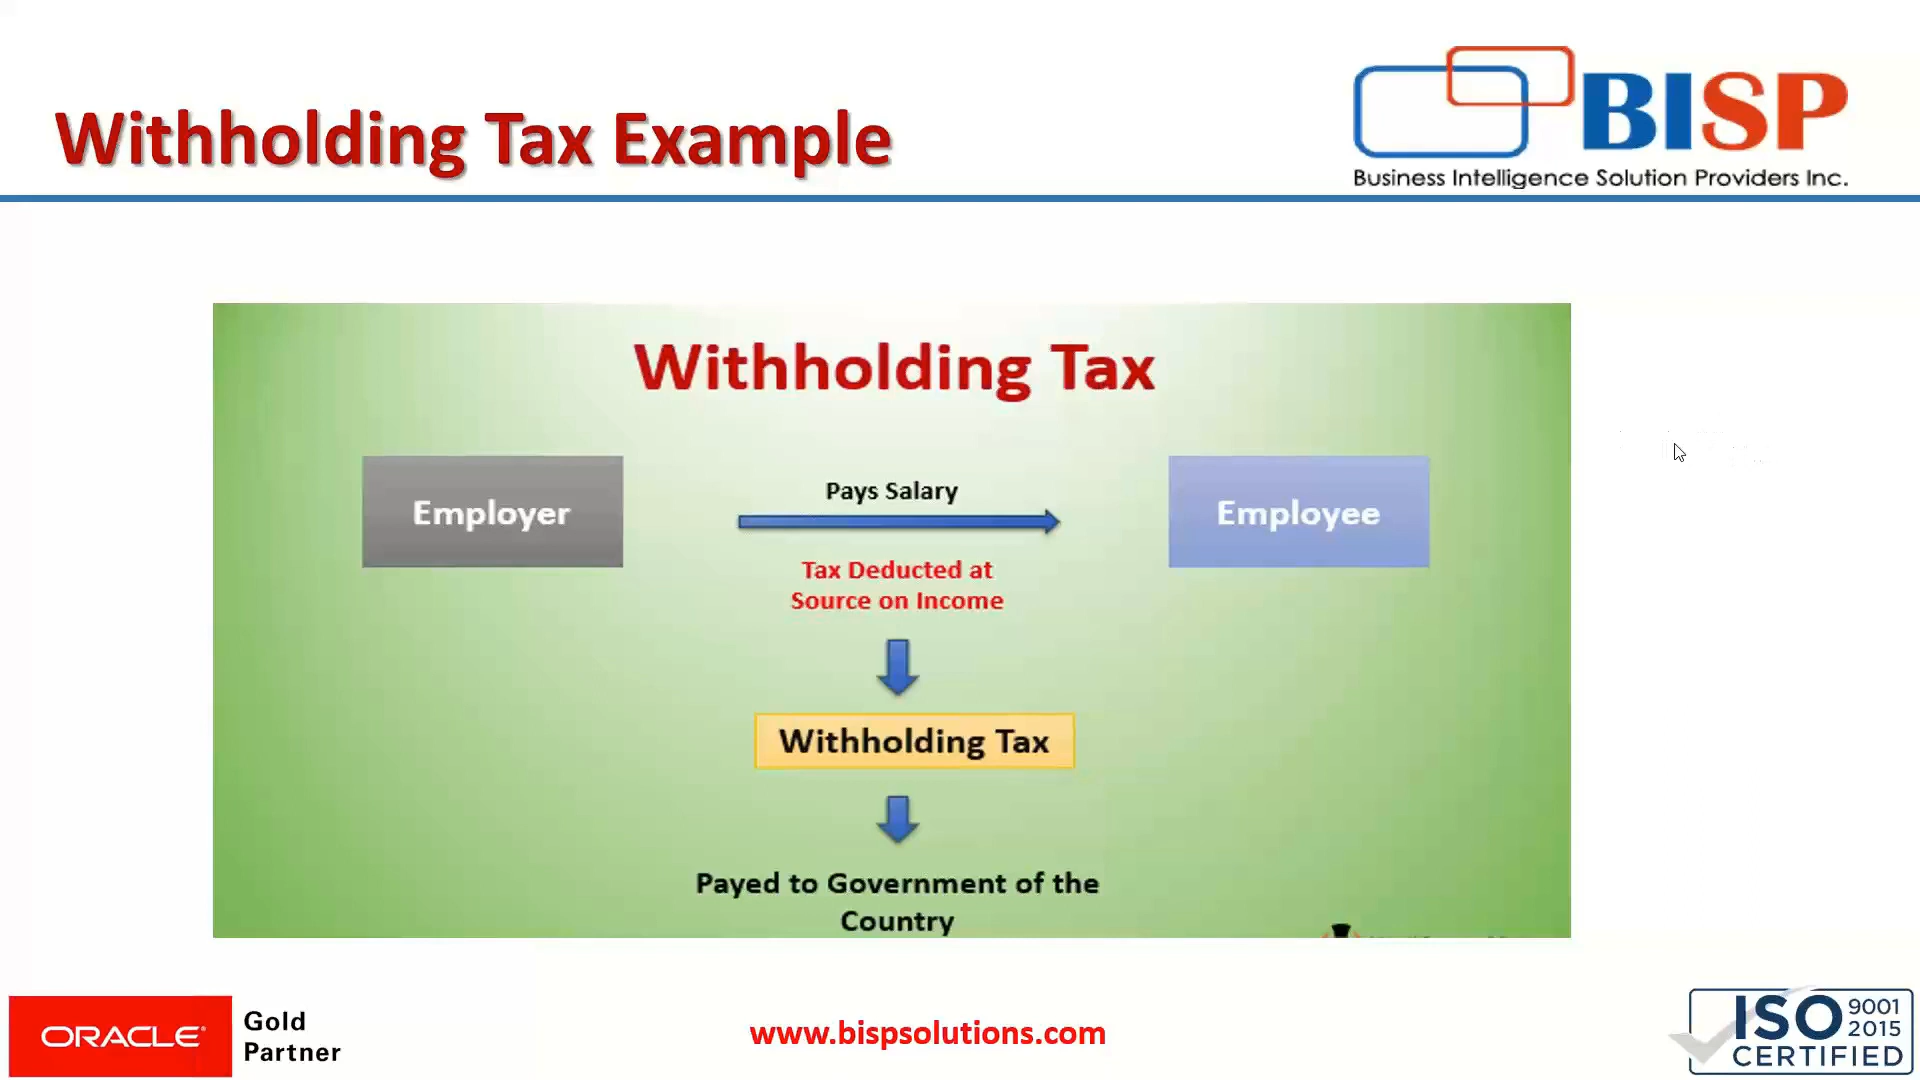 Withholding Tax Example
BISP
Business Intelligence Solution Providers Inc.
Withholding Tax
Employer
Pays Salary
Employee
Tax Deducted at
Source on Income
Withholding Tax
Payed to Government of the
Country
ORACLE®
Gold
Partner
www.bispsolutions.com
ISO 9001
2015
CERTIFIED